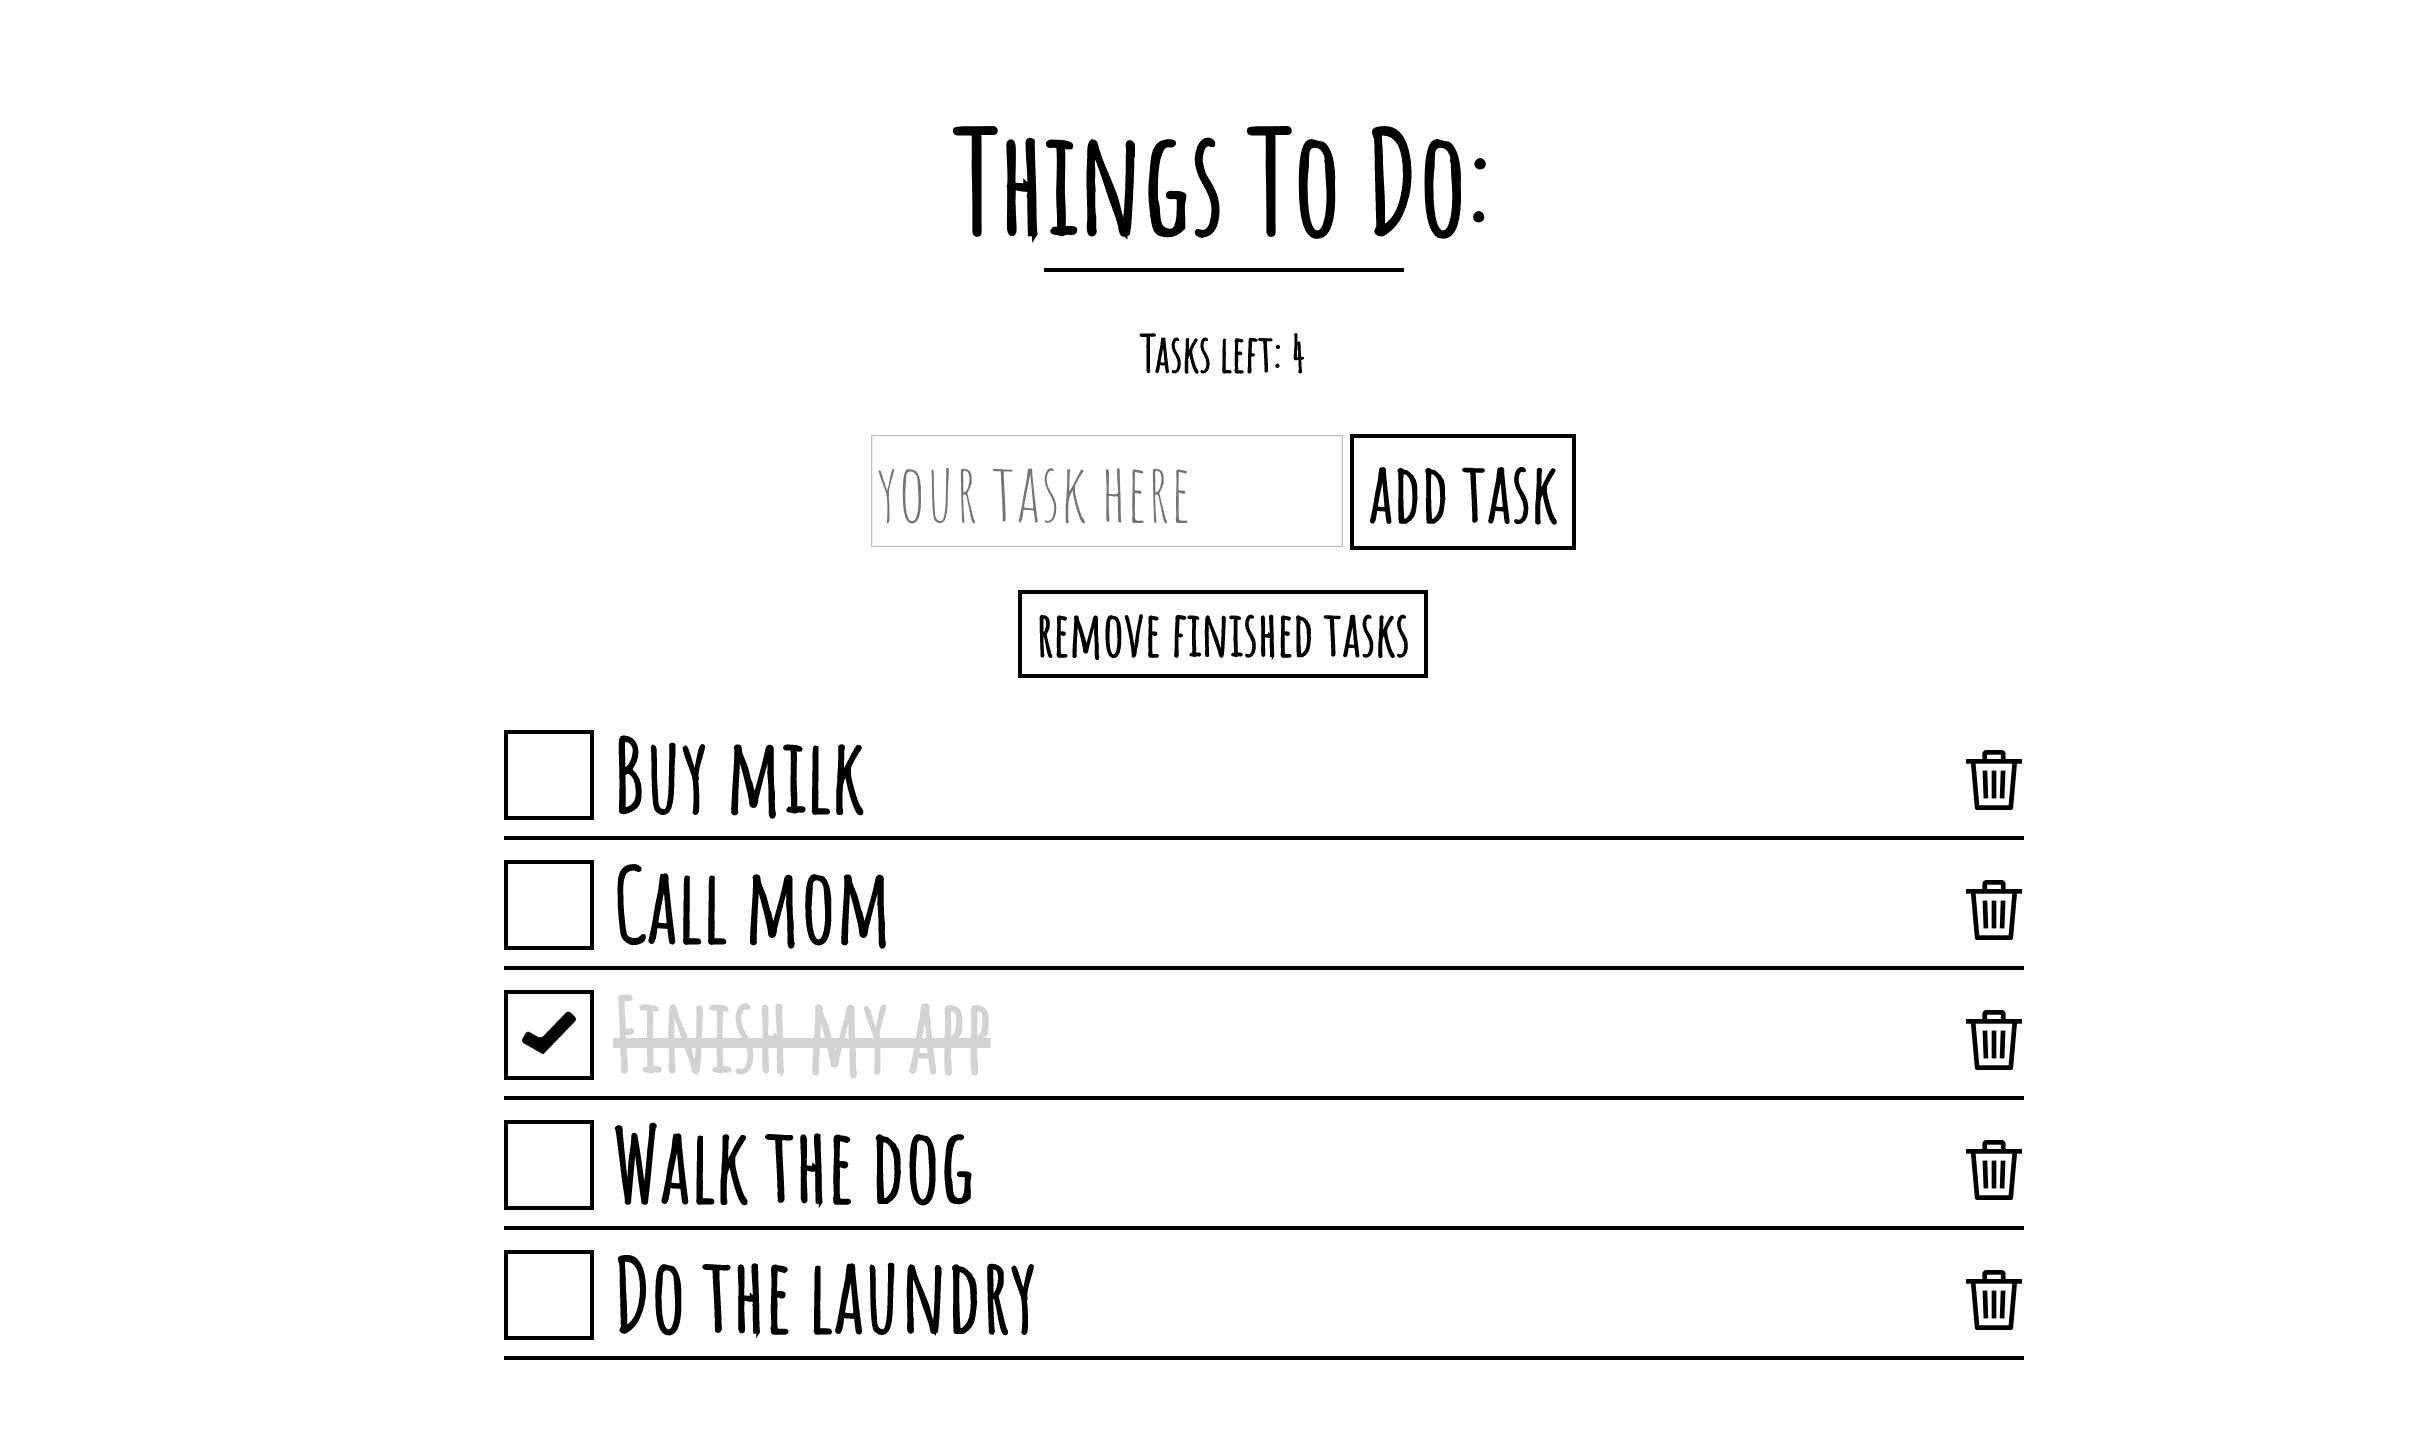 Things To Do:
Tasks left: 4
your task here
add task
remove finished tasks
Buy milk
Call mom
Finish my app
Walk the dog
Do the laundry